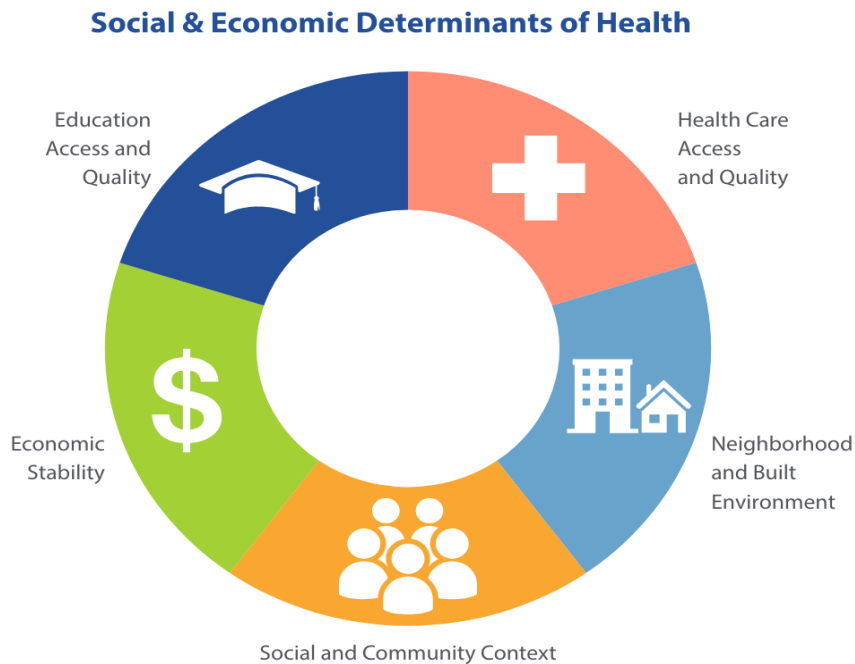 Social & Economic Determinants of Health
Education
Access and
Quality
Health Care
Access
and Quality
$
Economic
Stability
Neighborhood
and Built
Environment
Social and Community Context